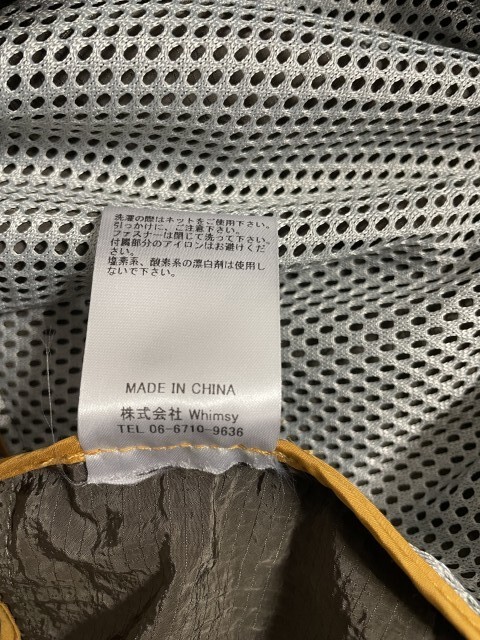 洗濯の際はネットをご使用下さい。
引っかけに、ご注意下さい。
ファスナーは閉じて洗って下さい。
付属部分のアイロンはお避けくだ
さい。
塩素系、酸素系の漂白剤は使用し
ないで下さい。
MADE IN CHINA
株式会社 Whimsy
TEL 06-6710-9636